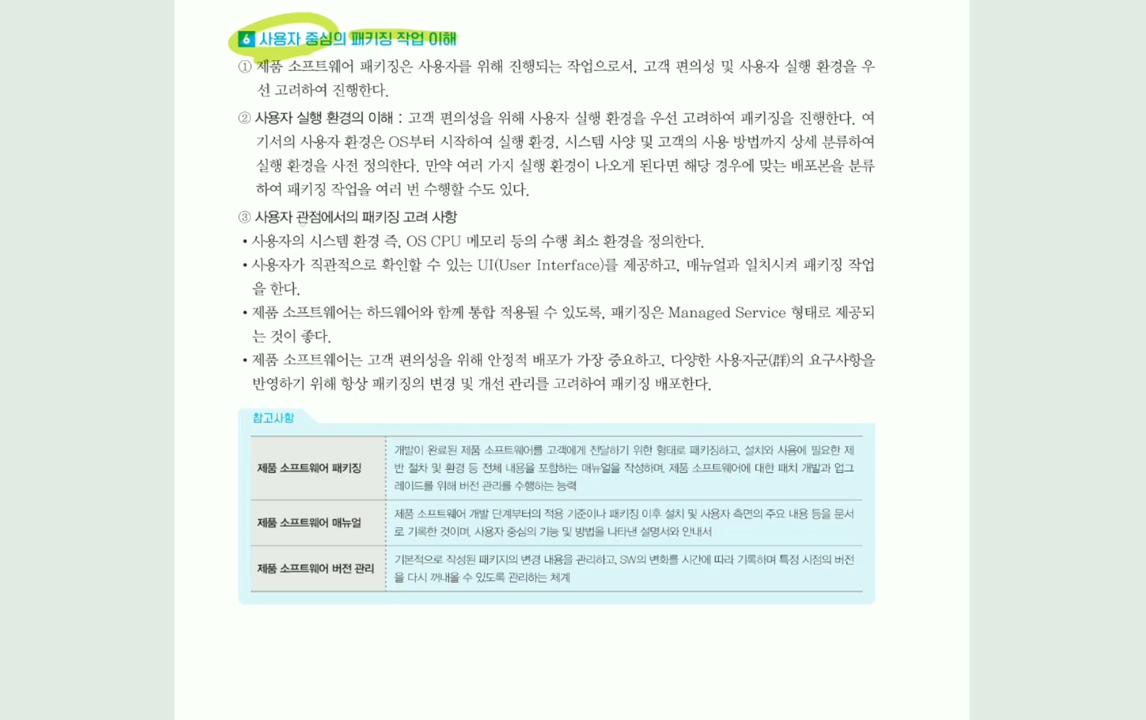 6 사용자 중심의 패키징 작업 이해
① 제품 소프트웨어 패키징은 사용자를 위해 진행되는 작업으로서, 고객 편의성 및 사용자 실행 환경을 우
선 고려하여 진행한다.
② 사용자 실행 환경의 이해 : 고객 편의성을 위해 사용자 실행 환경을 우선 고려하여 패키징을 진행한다. 여
기서의 사용자 환경은 OS부터 시작하여 실행 환경, 시스템 사양 및 고객의 사용 방법까지 상세 분류하여
실행 환경을 사전 정의한다. 만약 여러 가지 실행 환경이 나오게 된다면 해당 경우에 맞는 배포본을 분류
하여 패키징 작업을 여러 번 수행할 수도 있다.
③ 사용자 관점에서의 패키징 고려 사항
• 사용자의 시스템 환경 즉, OS CPU 메모리 등의 수행 최소 환경을 정의한다.
• 사용자가 직관적으로 확인할 수 있는 UI(User Interface)를 제공하고, 매뉴얼과 일치시켜 패키징 작업
을 한다.
• 제품 소프트웨어는 하드웨어와 함께 통합 적용될 수 있도록, 패키징은 Managed Service 형태로 제공되
는 것이 좋다.
• 제품 소프트웨어는 고객 편의성을 위해 안정적 배포가 가장 중요하고, 다양한 사용자군(群)의 요구사항을
반영하기 위해 항상 패키징의 변경 및 개선 관리를 고려하여 패키징 배포한다.
참고사항
제품 소프트웨어 패키징
개발이 완료된 제품 소프트웨어를 고객에게 전달하기 위한 형태로 패키징하고, 설치와 사용에 필요한 제
반 절차 및 환경 등 전체 내용을 포함하는 매뉴얼을 작성하며, 제품 소프트웨어에 대한 패치 개발과 업그
레이드를 위해 버전 관리를 수행하는 능력
제품 소프트웨어 매뉴얼
제품 소프트웨어 개발 단계부터의 적용 기준이나 패키징 이후 설치 및 사용자 측면의 주요 내용 등을 문서
로 기록한 것이며, 사용자 중심의 기능 및 방법을 나타낸 설명서와 안내서
제품 소프트웨어 버전 관리
기본적으로 작성된 패키지의 변경 내용을 관리하고, SW의 변화를 시간에 따라 기록하며 특정 시점의 버전
을 다시 꺼내올 수 있도록 관리하는 체계